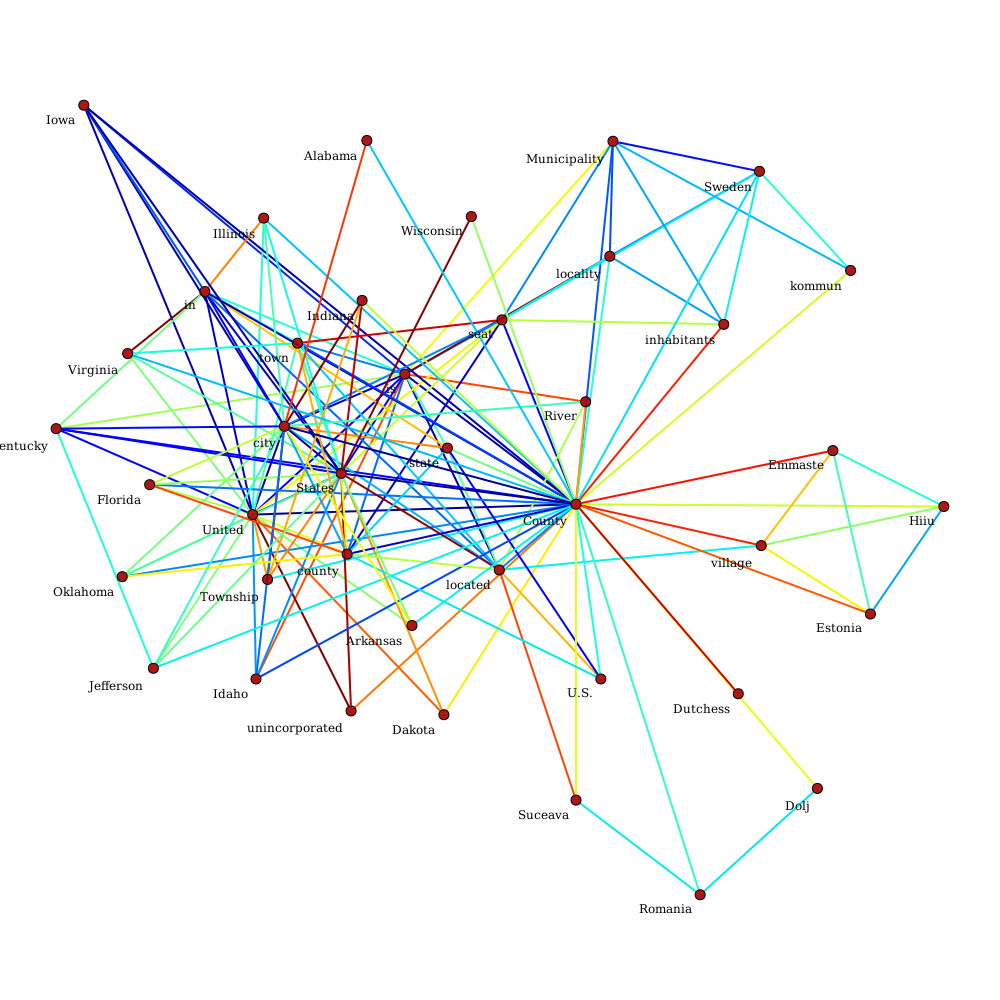 Iowa
Alabama
Municipality
Sweden
Illinois
Wisconsin
locality
kommun
in
Indiana
seat
inhabitants
town
Virginia
is
River
city
entucky
state
Emmaste
States
Florida
County
Hiiu
United
village
county
located
Oklahoma
Township
Estonia
Arkansas
Jefferson
Idaho
U.S.
Dutchess
unincorporated
Dakota
Dolj
Suceava
Romania